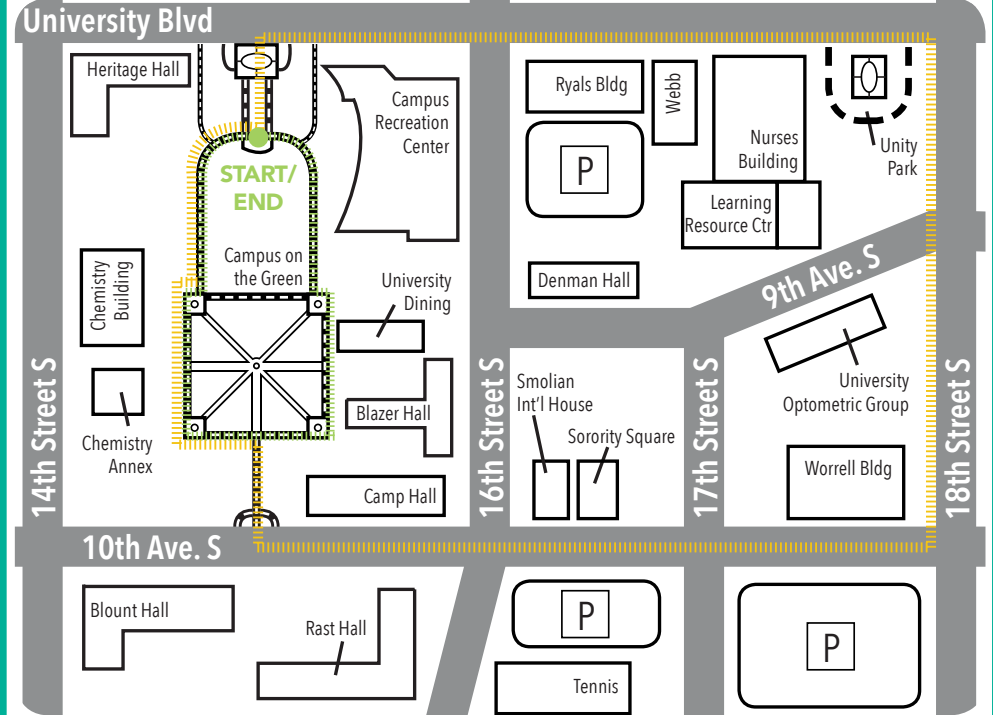 University Blvd
Heritage Hall
Campus
Recreation
Center
Ryals Bldg
Webb
P
Nurses
Building
Unity
Park
Learning
Resource Ctr
START/
END
Campus on
the Green
Chemistry
Building
University
Dining
Denman Hall
9th Ave. S
University
Optometric Group
Smolian
Int'l House
Sorority Square
Blazer Hall
Chemistry
Annex
14th Street S
16th Street S
17th Street S
18th Street S
Camp Hall
Worrell Bldg
10th Ave. S
Blount Hall
Rast Hall
P
P
Tennis